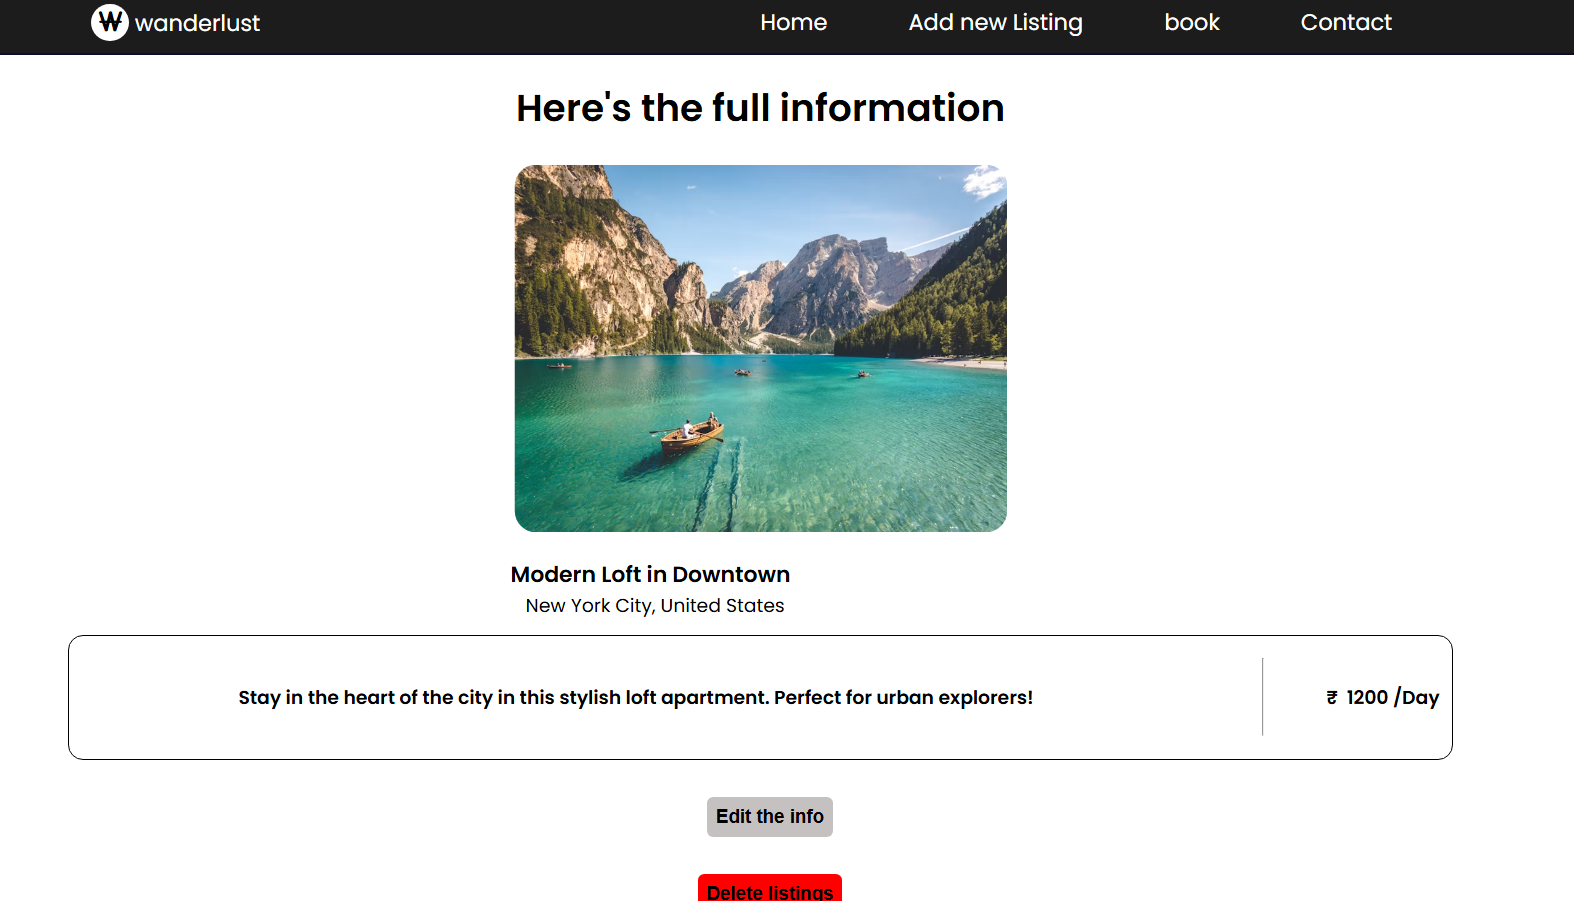 wanderlust Home Add new Listing book Contact
Here's the full information
Modern Loft in Downtown
New York City, United States
Stay in the heart of the city in this stylish loft apartment. Perfect for urban explorers! ₹ 1200 /Day
Edit the info
Delete listings